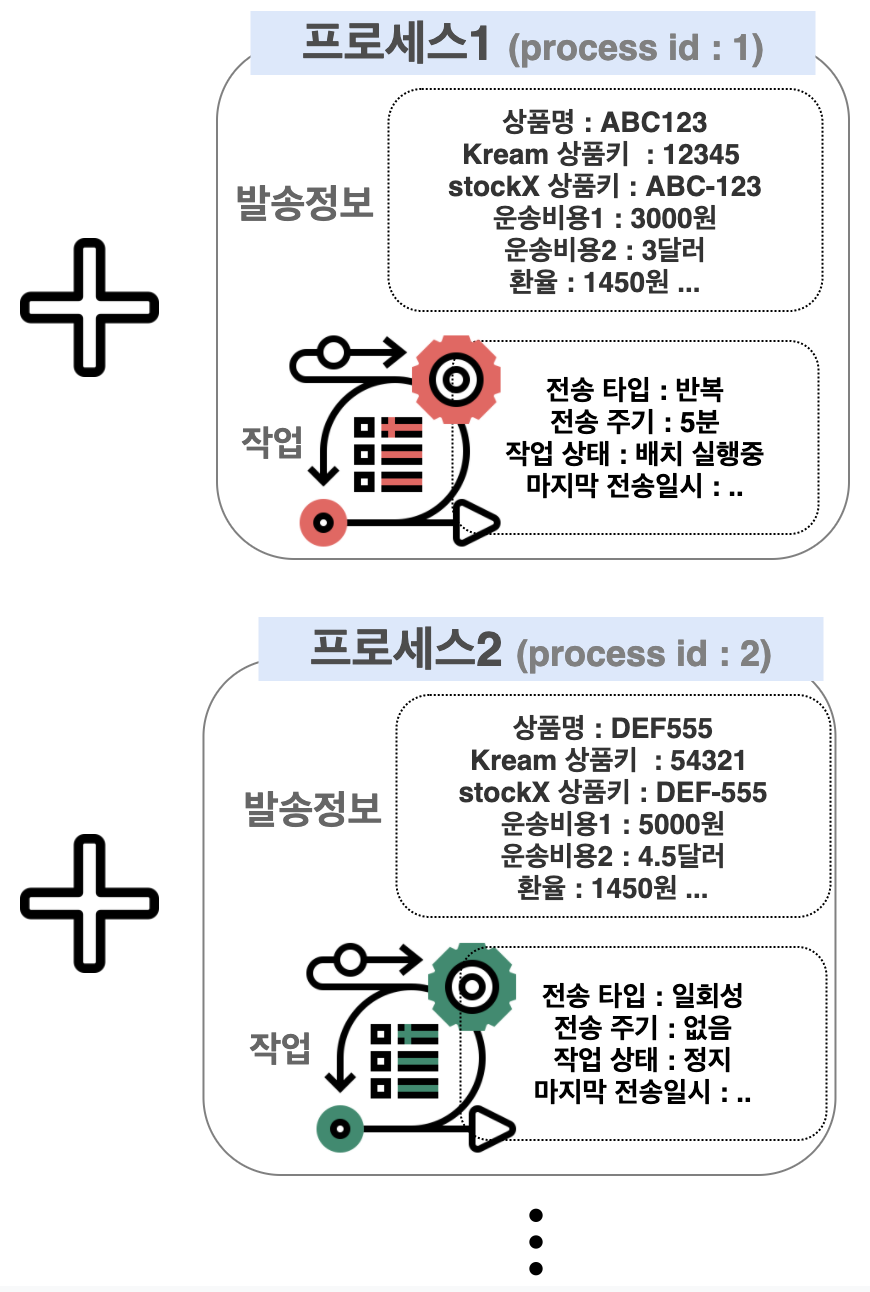 프로세스1 (process id : 1)
발송정보
상품명 : ABC123
Kream 상품키 : 12345
stockX 상품키 : ABC-123
운송비용1 : 3000원
운송비용2 : 3달러
환율 : 1450원 ...
작업
전송 타입 : 반복
전송 주기 : 5분
작업 상태 : 배치 실행중
마지막 전송일시 : ..
프로세스2 (process id : 2)
발송정보
상품명 : DEF555
Kream 상품키 : 54321
stockX 상품키 : DEF-555
운송비용1 : 5000원
운송비용2 : 4.5달러
환율 : 1450원 ...
작업
전송 타입 : 일회성
전송 주기 : 없음
작업 상태 : 정지
마지막 전송일시 : ..